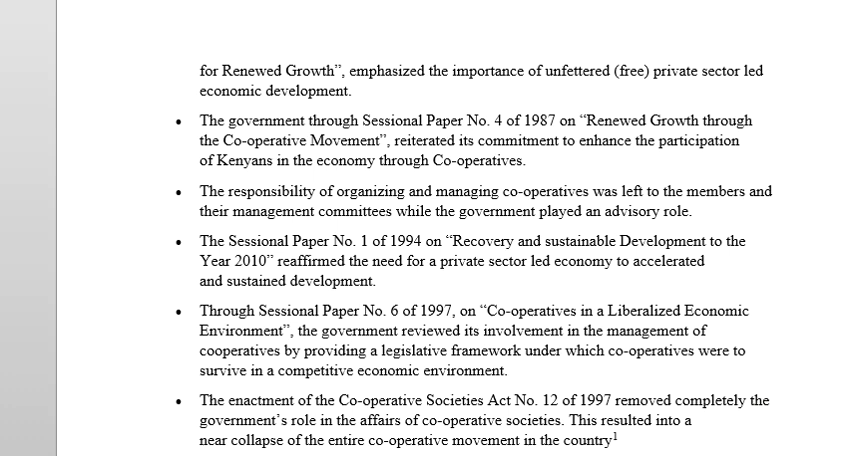 for Renewed Growth”, emphasized the importance of unfettered (free) private sector led
economic development.
• The government through Sessional Paper No. 4 of 1987 on “Renewed Growth through
the Co-operative Movement”, reiterated its commitment to enhance the participation
of Kenyans in the economy through Co-operatives.
• The responsibility of organizing and managing co-operatives was left to the members and
their management committees while the government played an advisory role.
• The Sessional Paper No. 1 of 1994 on “Recovery and sustainable Development to the
Year 2010” reaffirmed the need for a private sector led economy to accelerated
and sustained development.
• Through Sessional Paper No. 6 of 1997, on “Co-operatives in a Liberalized Economic
Environment”, the government reviewed its involvement in the management of
cooperatives by providing a legislative framework under which co-operatives were to
survive in a competitive economic environment.
• The enactment of the Co-operative Societies Act No. 12 of 1997 removed completely the
government’s role in the affairs of co-operative societies. This resulted into a
near collapse of the entire co-operative movement in the country¹